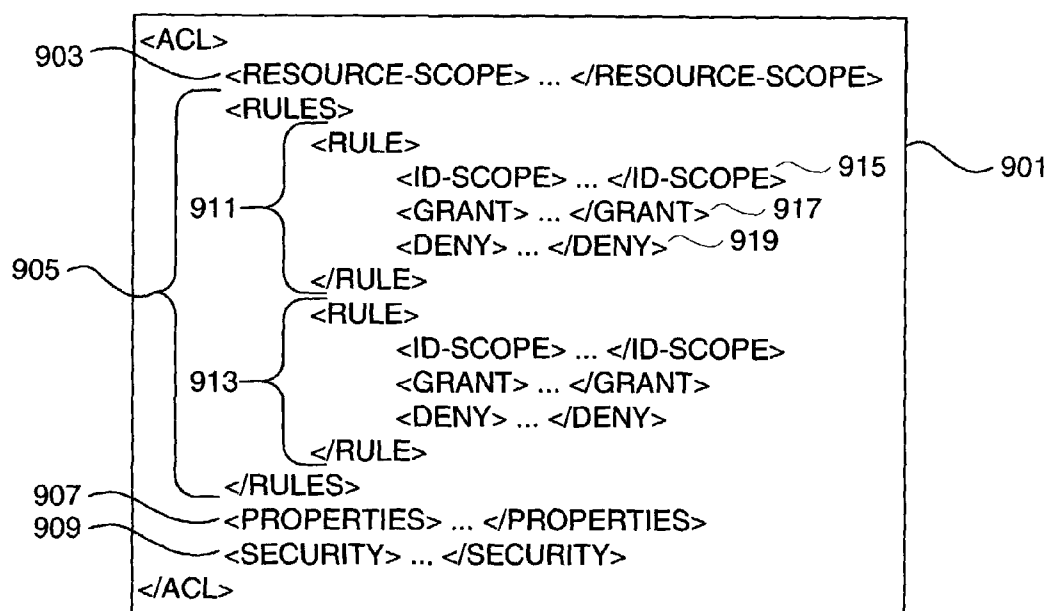 <ACL>
903 <RESOURCE-SCOPE> ... </RESOURCE-SCOPE>
<RULES>
<RULE>
901
<ID-SCOPE> ... </ID-SCOPE> 915
911 <GRANT> ... </GRANT> 917
<DENY> ... </DENY> 919
905
</RULE>
<RULE>
<ID-SCOPE> ... </ID-SCOPE>
913 <GRANT> ... </GRANT>
<DENY> ... </DENY>
</RULE>
</RULES>
907 <PROPERTIES> ... </PROPERTIES>
909 <SECURITY> ... </SECURITY>
</ACL>